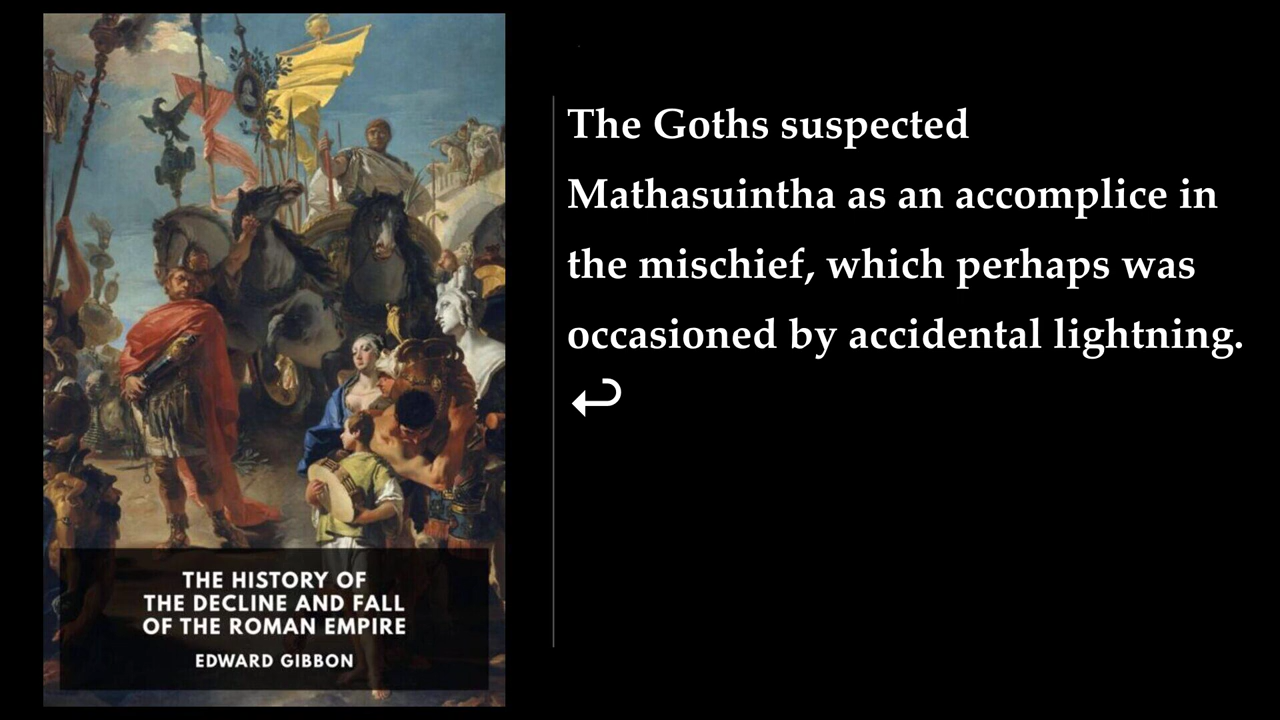 The Goths suspected
Mathasuintha as an accomplice in
the mischief, which perhaps was
occasioned by accidental lightning.
↩
THE HISTORY OF
THE DECLINE AND FALL
OF THE ROMAN EMPIRE
EDWARD GIBBON